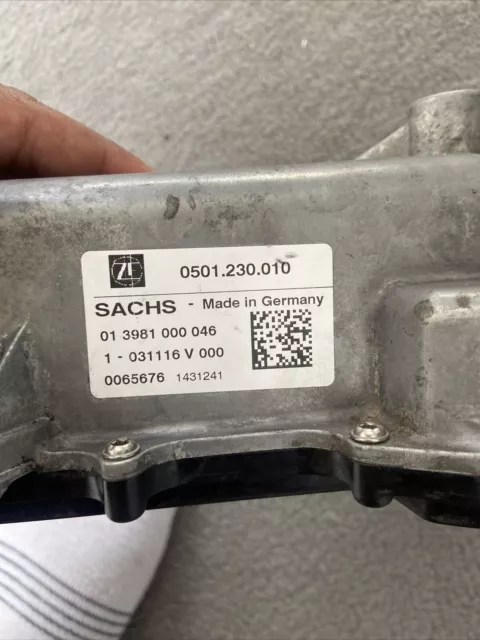 ZF 0501.230.010
SACHS - Made in Germany
01 3981 000 046
1 - 031116 V 000
0065676 1431241